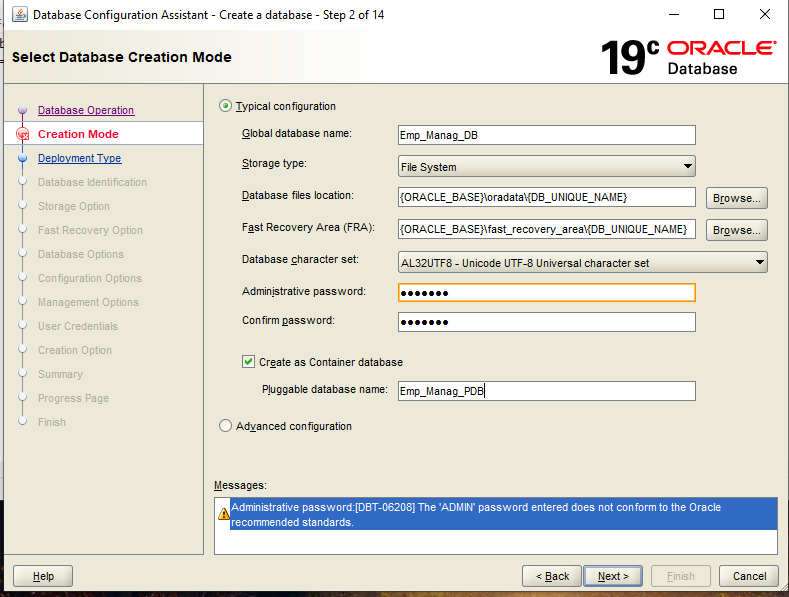 Database Configuration Assistant - Create a database - Step 2 of 14
Select Database Creation Mode
19c ORACLE
Database
Database Operation
Creation Mode
Deployment Type
Database Identification
Storage Option
Fast Recovery Option
Database Options
Configuration Options
Management Options
User Credentials
Creation Option
Summary
Progress Page
Finish
Typical configuration
Global database name: Emp_Manag_DB
Storage type: File System
Database files location: {ORACLE_BASE}\oradata\{DB_UNIQUE_NAME} Browse...
Fast Recovery Area (FRA): {ORACLE_BASE}\fast_recovery_area\{DB_UNIQUE_NAME} Browse...
Database character set: AL32UTF8 - Unicode UTF-8 Universal character set
Administrative password: •••••••
Confirm password: •••••••
Create as Container database
Pluggable database name: Emp_Manag_PDB
Advanced configuration
Messages:
Administrative password:[DBT-06208] The 'ADMIN' password entered does not conform to the Oracle
recommended standards.
Help < Back Next > Finish Cancel